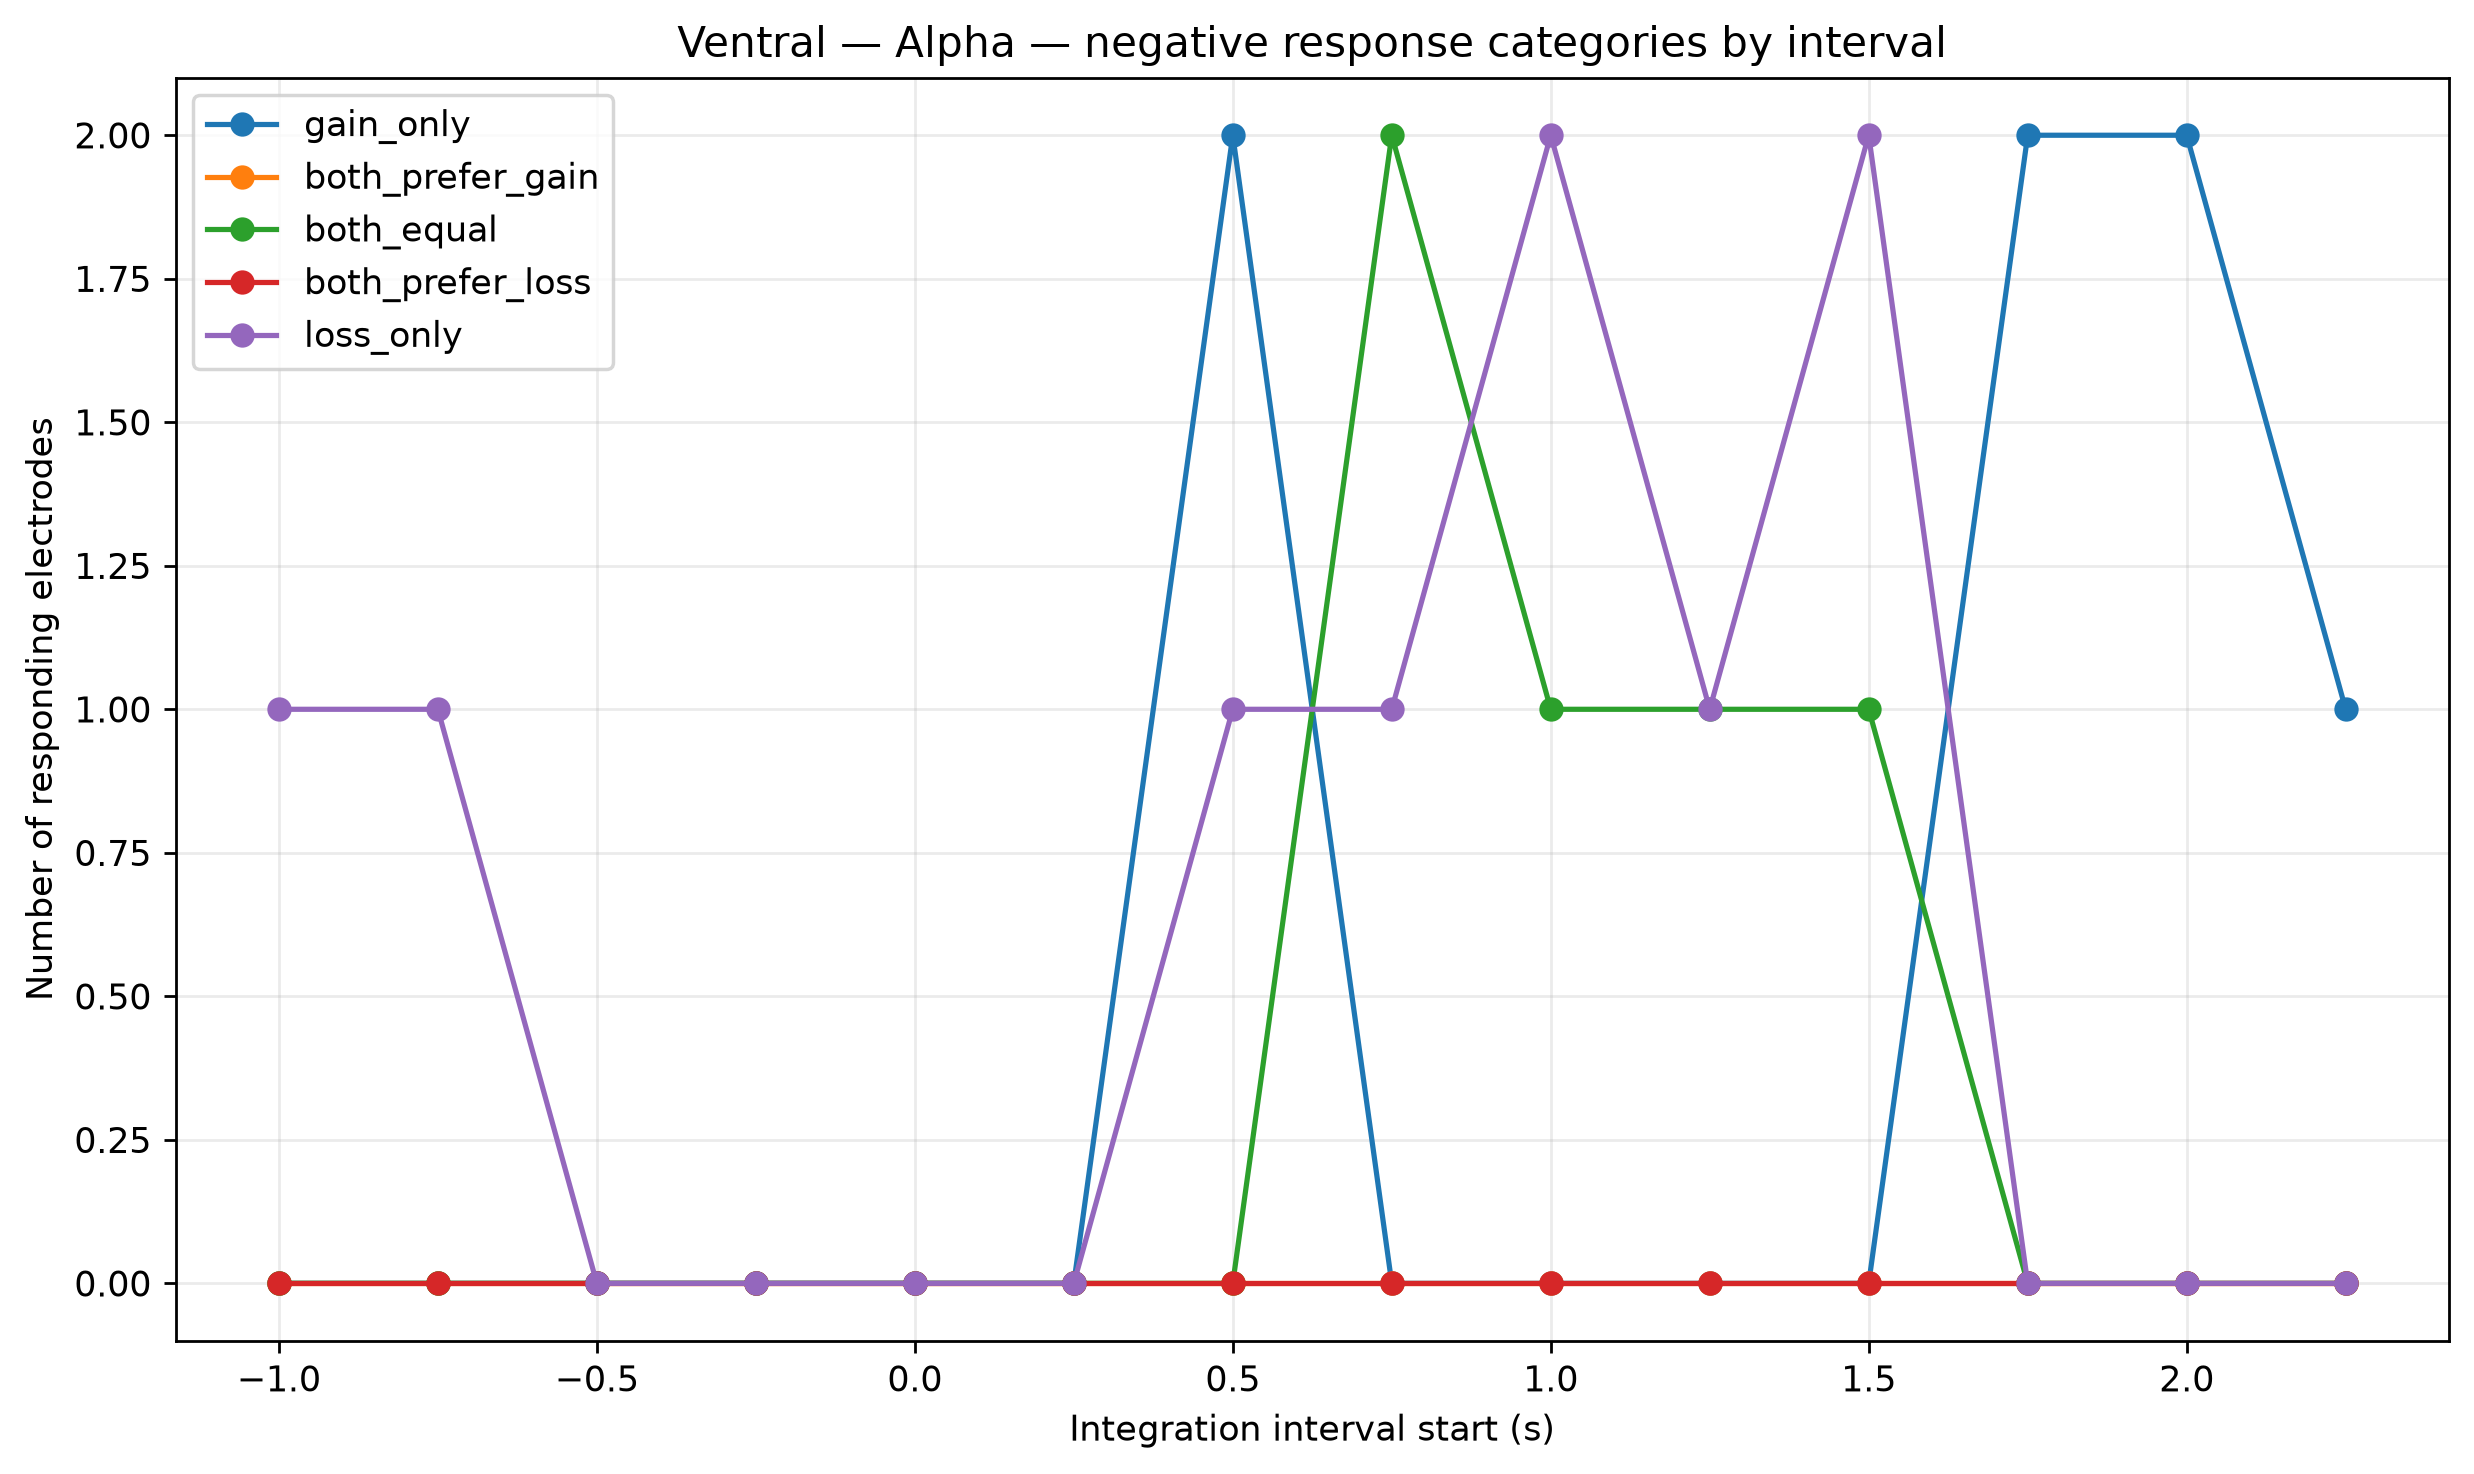 Ventral — Alpha — negative response categories by interval
gain_only
both_prefer_gain
both_equal
both_prefer_loss
loss_only
Number of responding electrodes
2.00
1.75
1.50
1.25
1.00
0.75
0.50
0.25
0.00
−1.0 −0.5 0.0 0.5 1.0 1.5 2.0
Integration interval start (s)